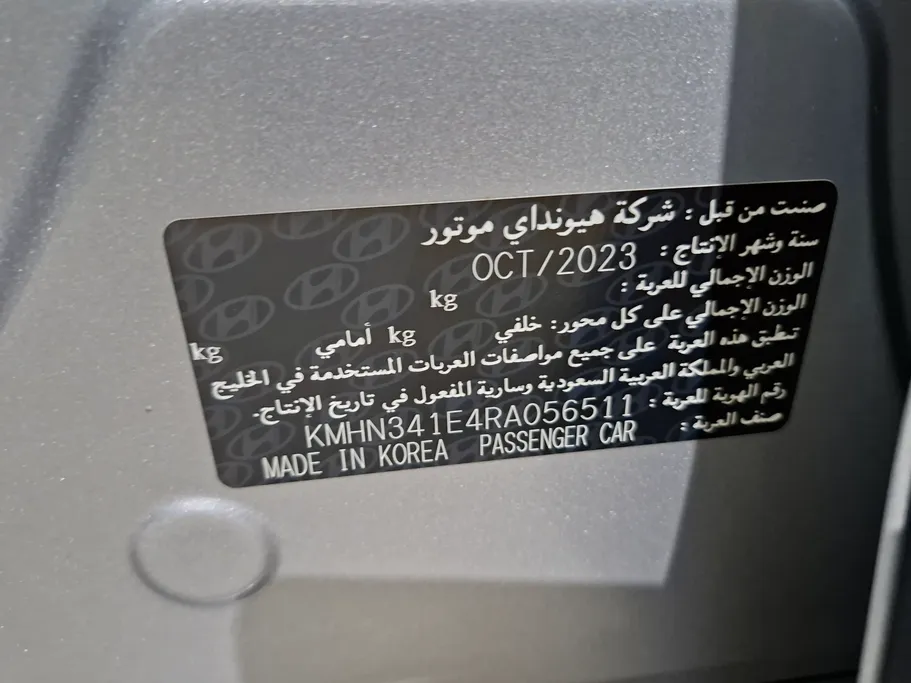 صنعت من قبل : شركة هيونداي موتور
سنة وشهر الإنتاج : OCT/2023
الوزن الإجمالي للعربة : kg
الوزن الإجمالي على كل محور: خلفي kg أمامي kg
تنطبق هذه العربة على جميع مواصفات العربات المستخدمة في الخليج
العربي والمملكة العربية السعودية وسارية المفعول في تاريخ الإنتاج.
رقم الهوية للعربة : KMHN341E4RA056511
صنف العربة : PASSENGER CAR MADE IN KOREA